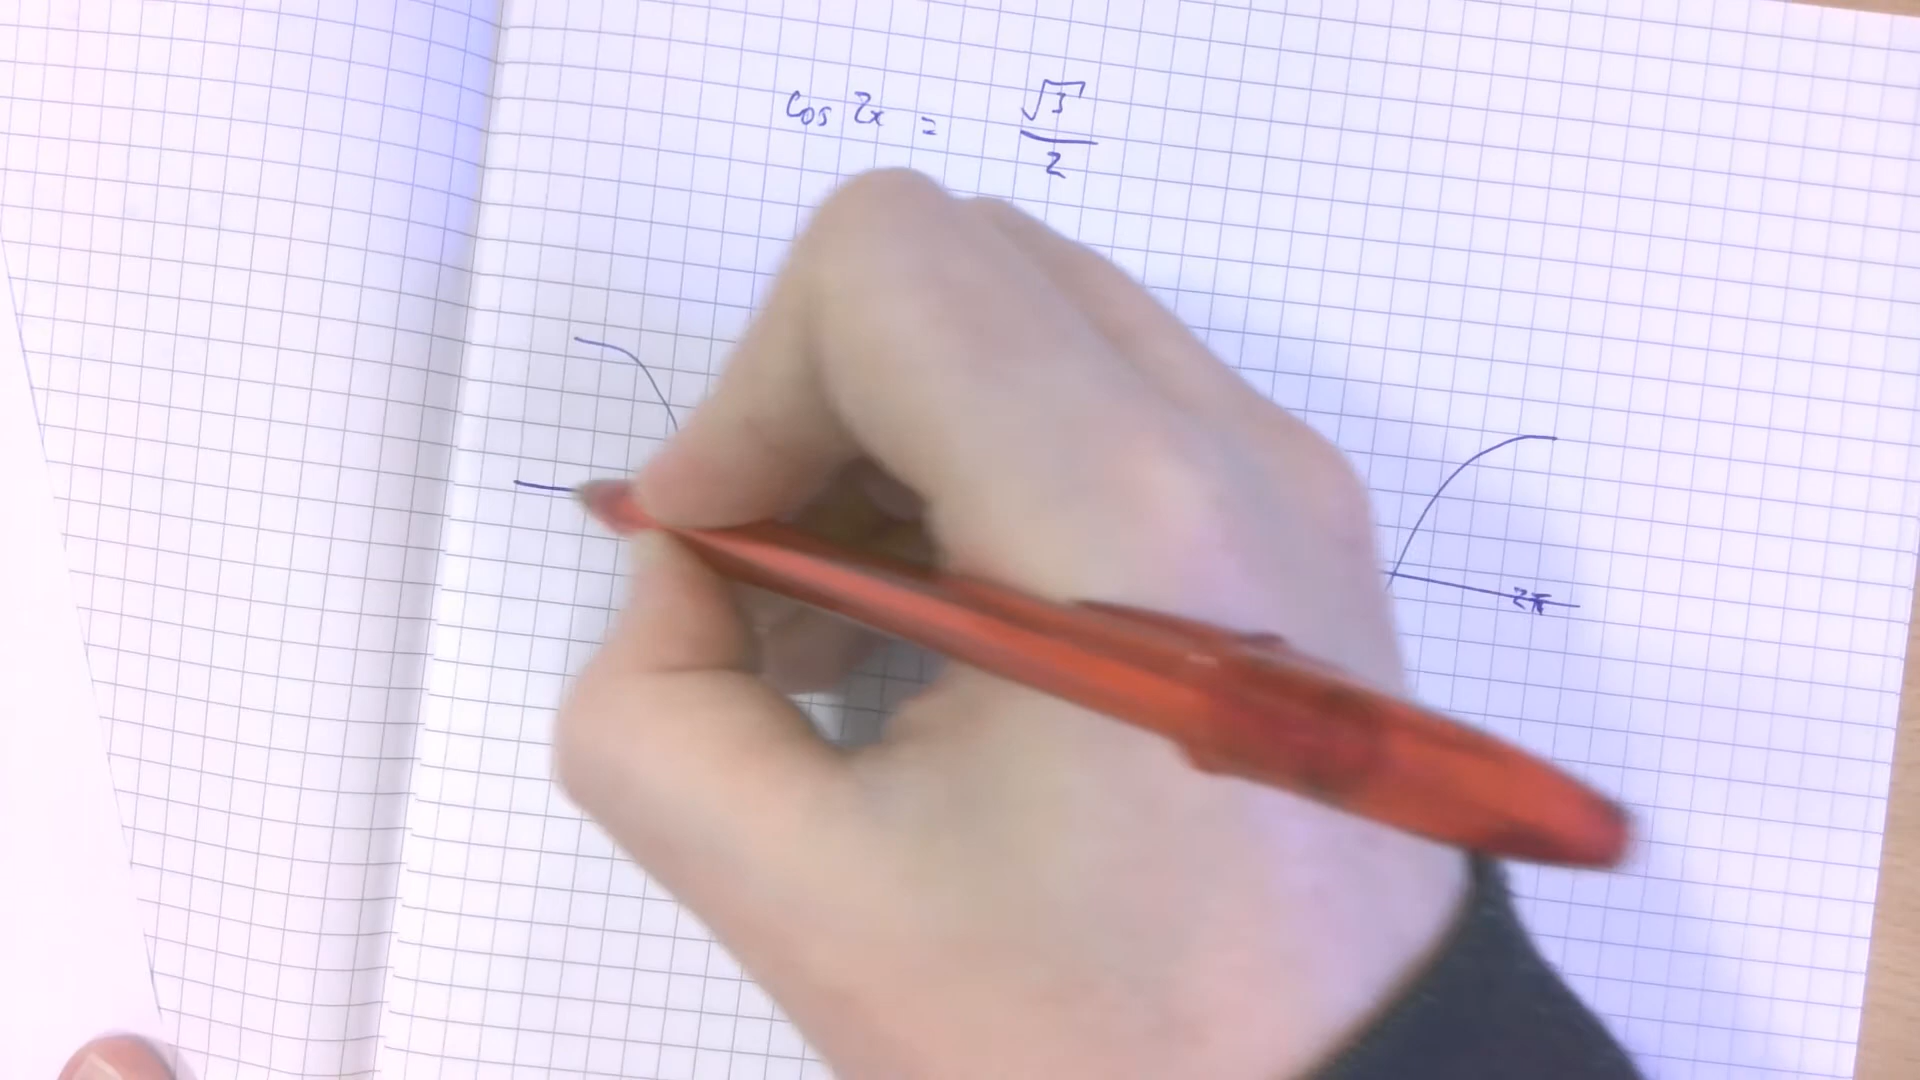 cos 2x = √3/2
2π